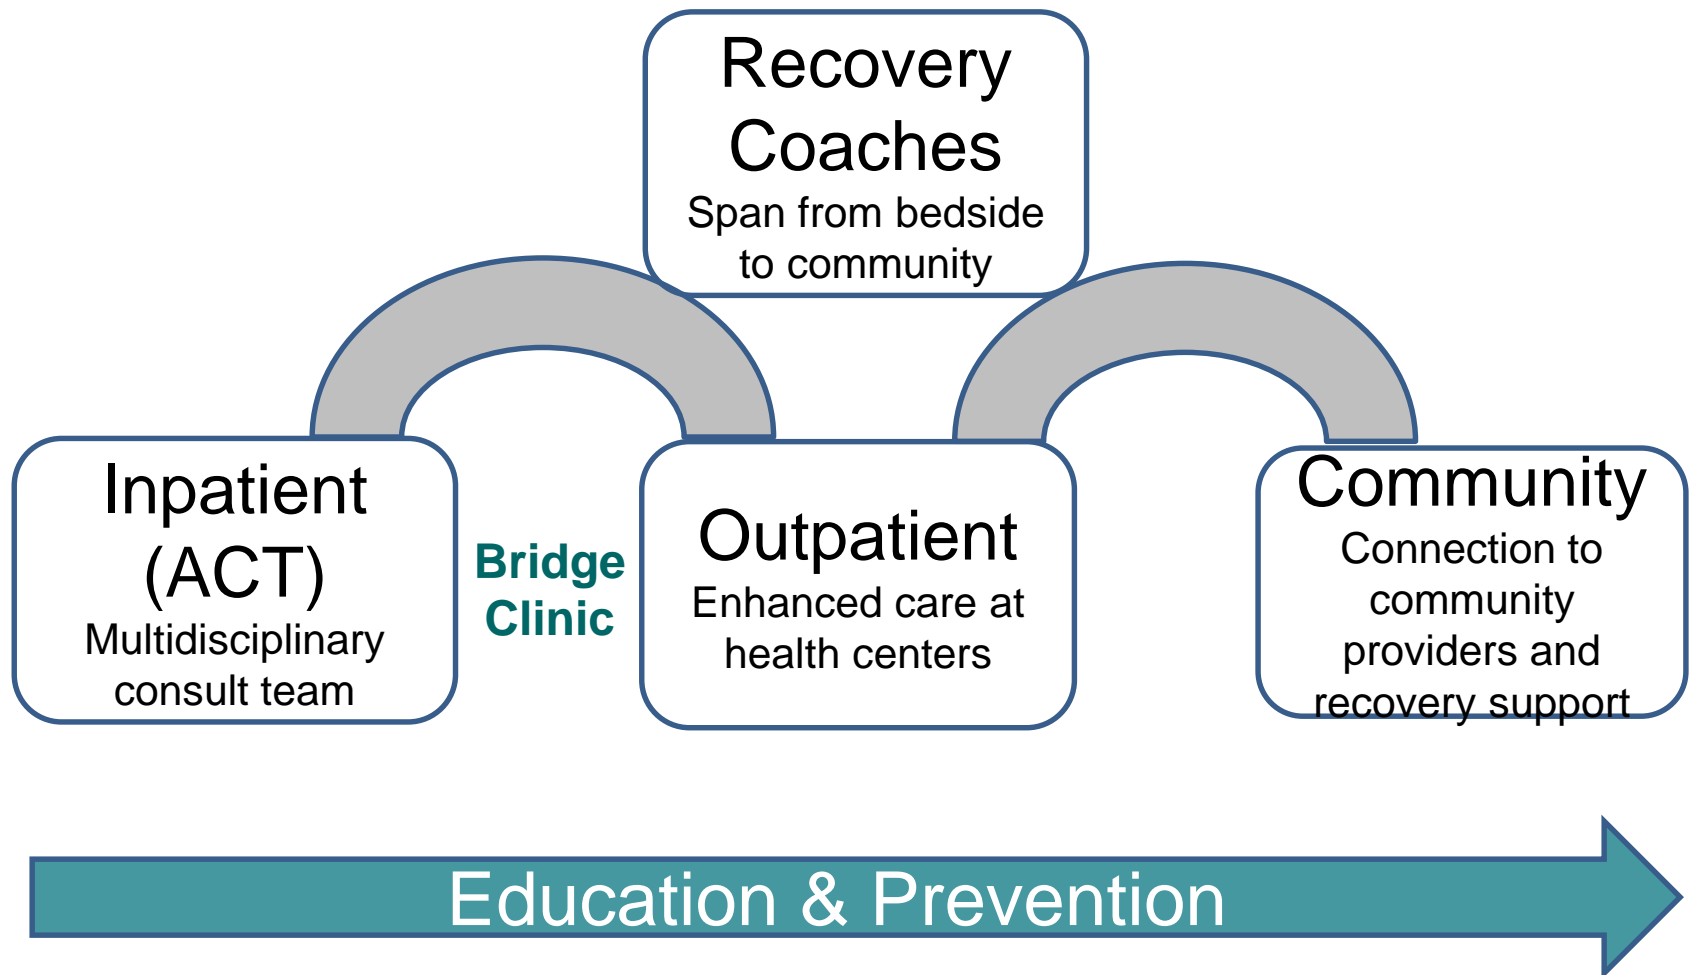 Recovery
Coaches
Span from bedside
to community
Inpatient
(ACT)
Multidisciplinary
consult team
Bridge
Clinic
Outpatient
Enhanced care at
health centers
Community
Connection to
community
providers and
recovery support
Education & Prevention